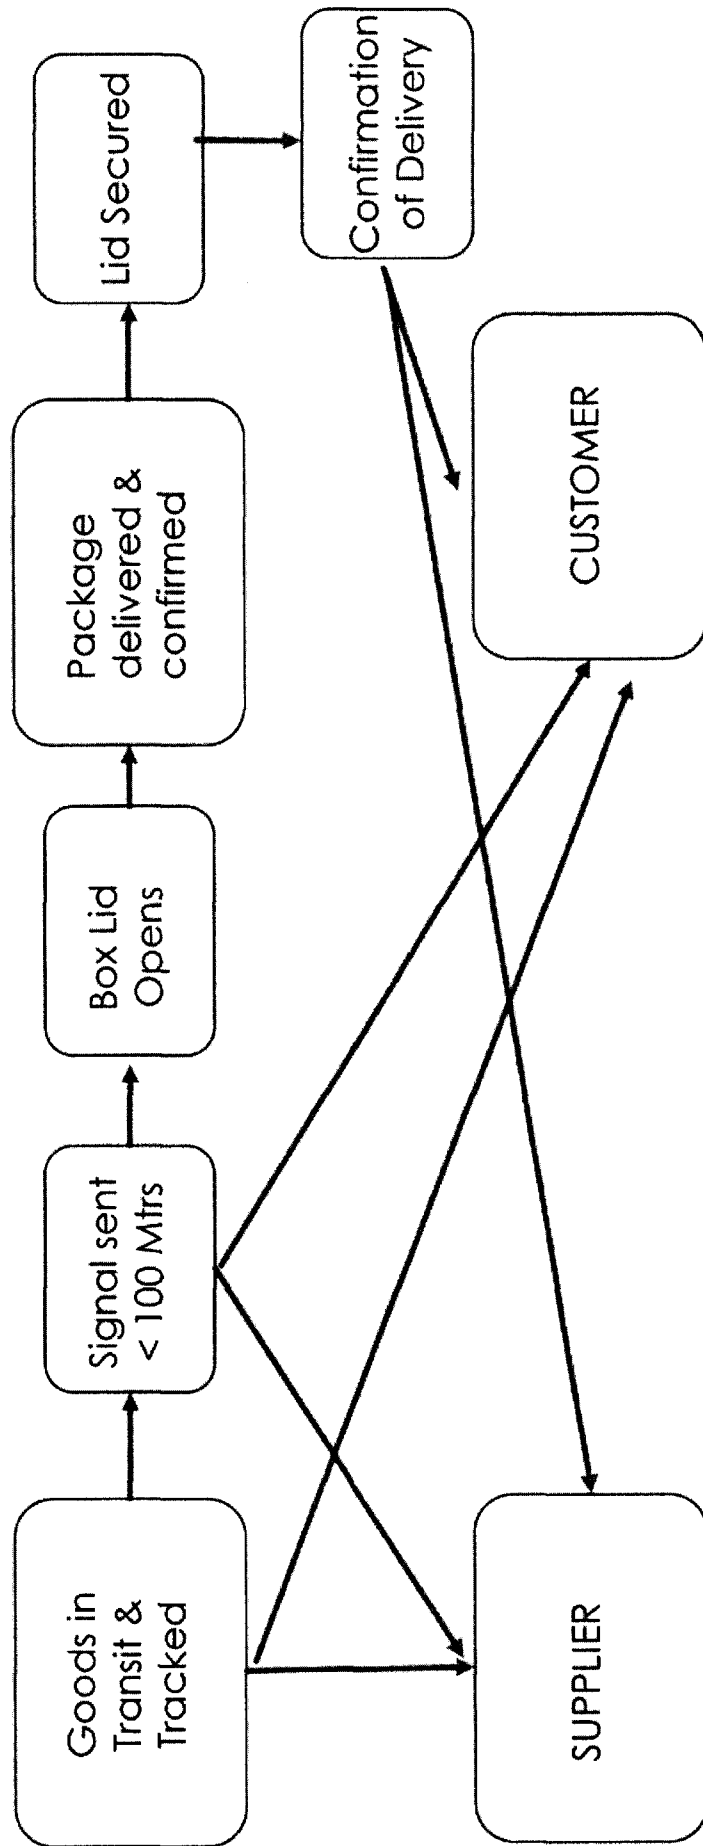 Goods in
Transit &
Tracked
Signal sent
< 100 Mtrs
Box Lid
Opens
Package
delivered &
confirmed
Lid Secured
Confirmation
of Delivery
SUPPLIER
CUSTOMER